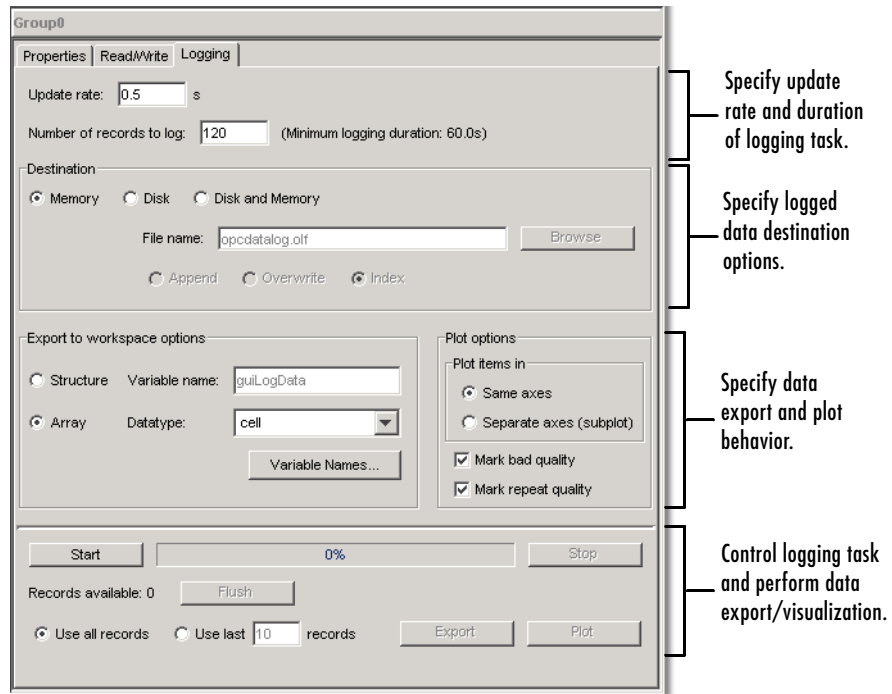 Group0
Properties Read/Write Logging
Update rate: 0.5 s
Number of records to log: 120 (Minimum logging duration: 60.0s)
Specify update
rate and duration
of logging task.
Destination
Memory Disk Disk and Memory
File name: opcdatalog.olf Browse
Append Overwrite Index
Specify logged
data destination
options.
Export to workspace options
Structure Variable name: guiLogData
Array Datatype: cell
Variable Names...
Plot options
Plot items in
Same axes
Separate axes (subplot)
Mark bad quality
Mark repeat quality
Specify data
export and plot
behavior.
Start 0% Stop
Records available: 0 Flush
Use all records Use last 10 records Export Plot
Control logging task
and perform data
export/visualization.